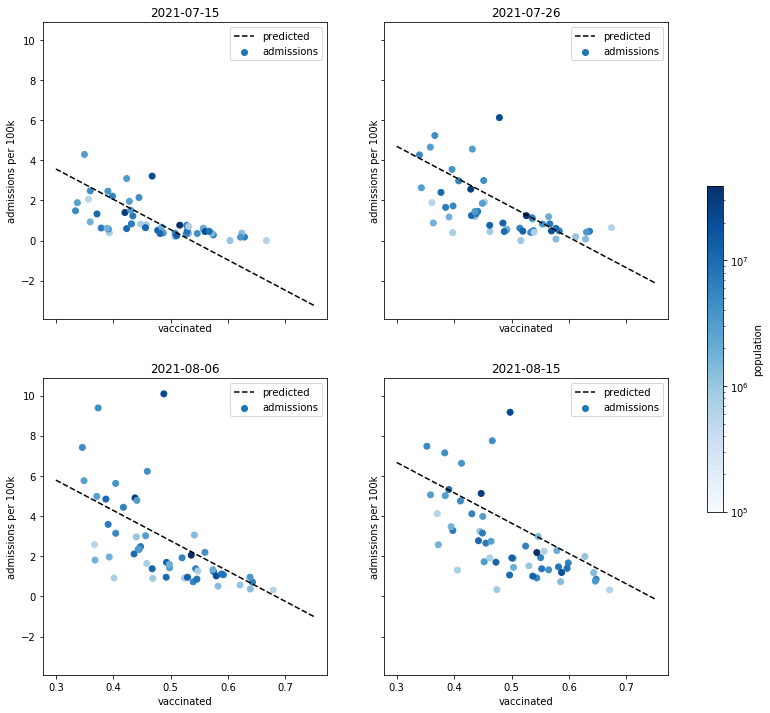 2021-07-15
2021-07-26
predicted
admissions
predicted
admissions
10
8
6
4
2
0
−2
admissions per 100k
admissions per 100k
vaccinated
vaccinated
10^7
10^6
10^5
population
2021-08-06
2021-08-15
predicted
admissions
predicted
admissions
10
8
6
4
2
0
−2
admissions per 100k
admissions per 100k
0.3 0.4 0.5 0.6 0.7
0.3 0.4 0.5 0.6 0.7
vaccinated
vaccinated